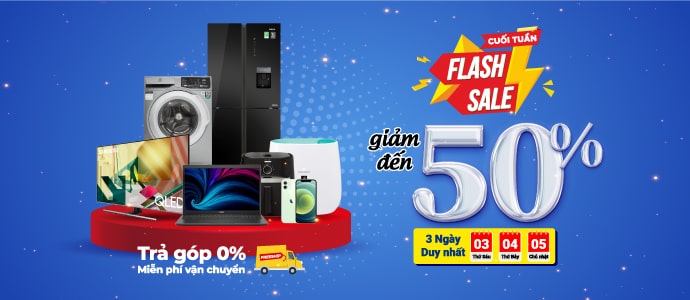 CUỐI TUẦN
FLASH
SALE
giảm
đến
50%
3 Ngày
Duy nhất
03
Thứ Sáu
04
Thứ Bảy
05
Chủ nhật
QLED
Trả góp 0%
Miễn phí vận chuyển
FREESHIP